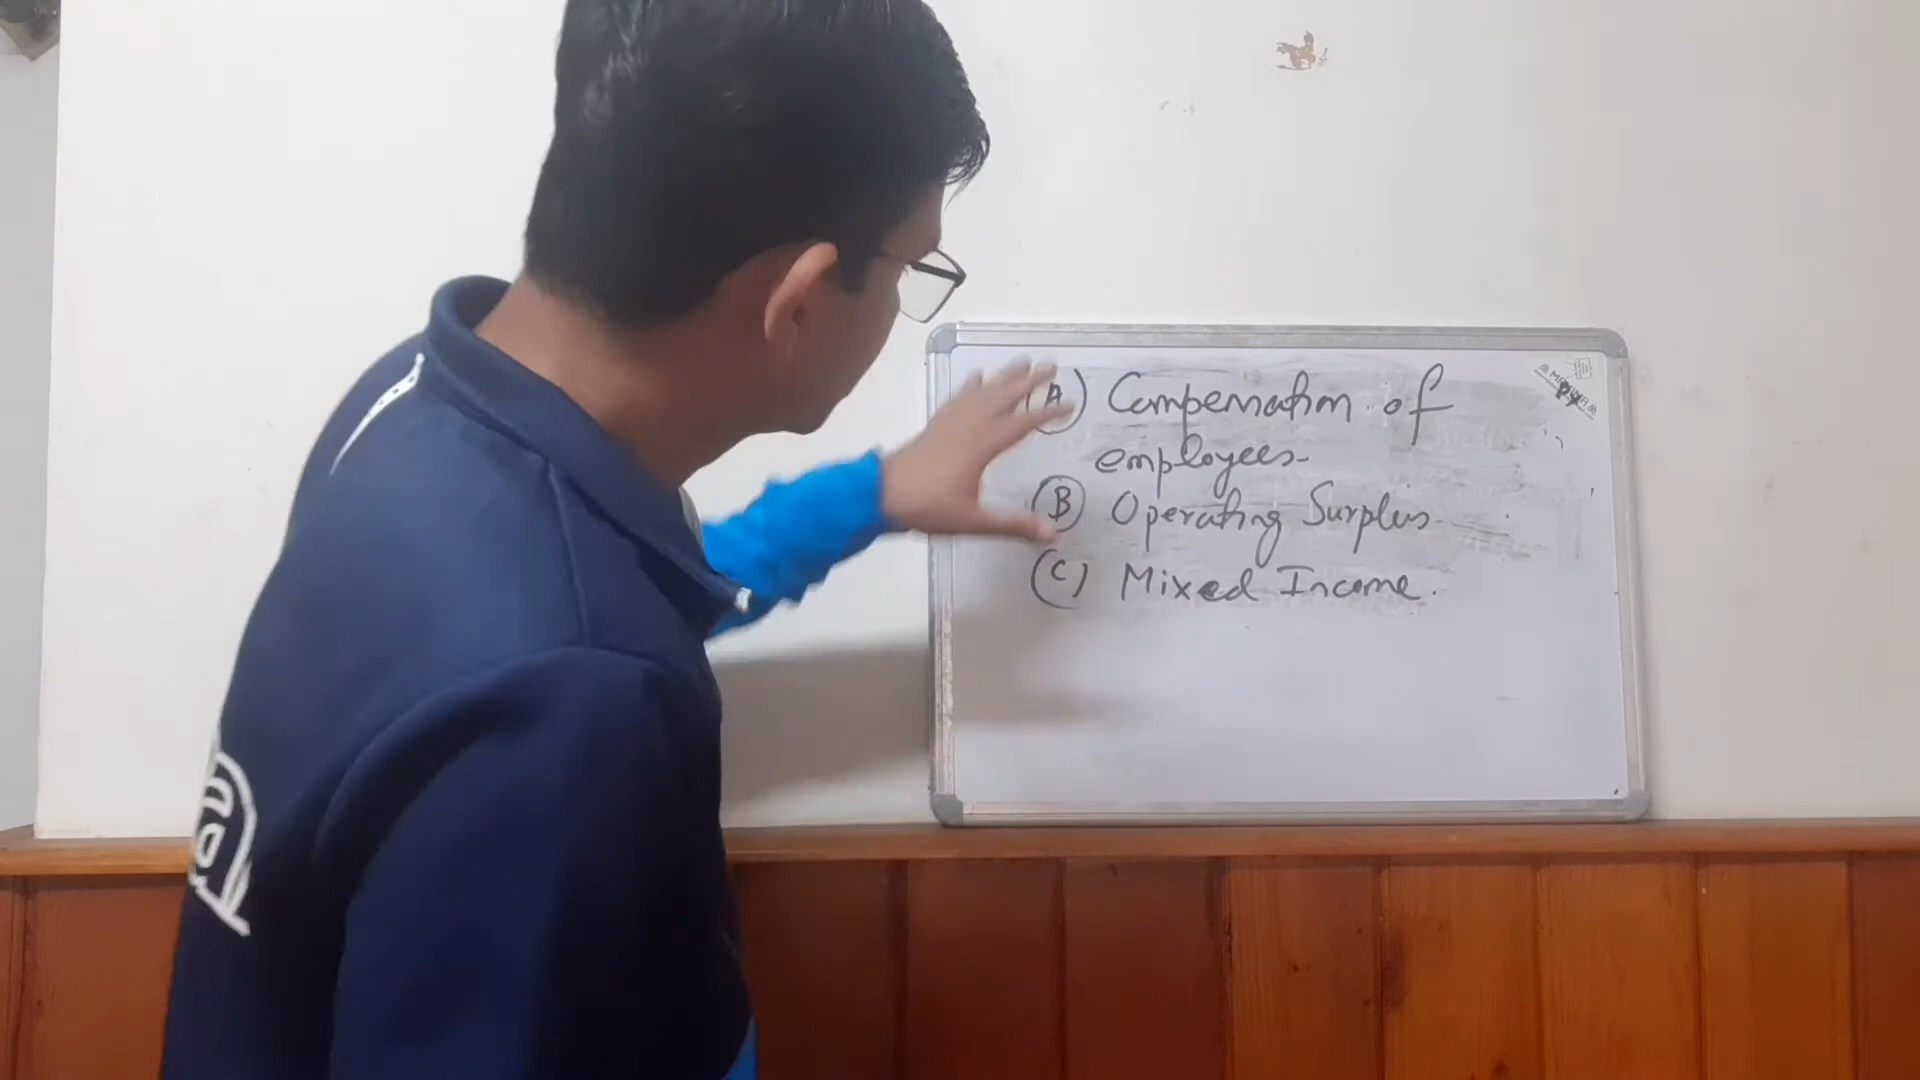 (A) Compensation of
employees-
(B) Operating Surplus
(C) Mixed Income.
a